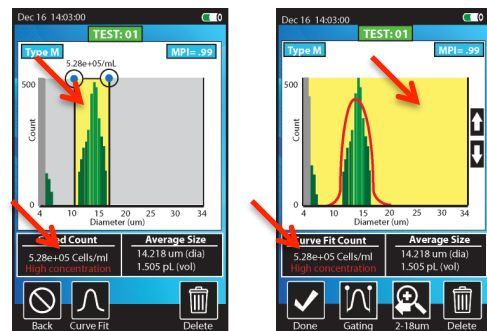 Dec 16 14:03:00
TEST: 01
Type M
MPI= .99
5.28e+05/mL
500
Count
0
4 10 15 20 25 30 34
Diameter (um)
Count
Average Size
5.28e+05 Cells/ml
14.218 um (dia)
High concentration
1.505 pL (vol)
Back
Curve Fit
Delete
Dec 16 14:03:00
TEST: 01
Type M
MPI= .99
500
Count
0
4 10 15 20 25 30 34
Diameter (um)
Curve Fit Count
Average Size
5.28e+05 Cells/ml
14.218 um (dia)
High concentration
1.505 pL (vol)
Done
Gating
2-18um
Delete